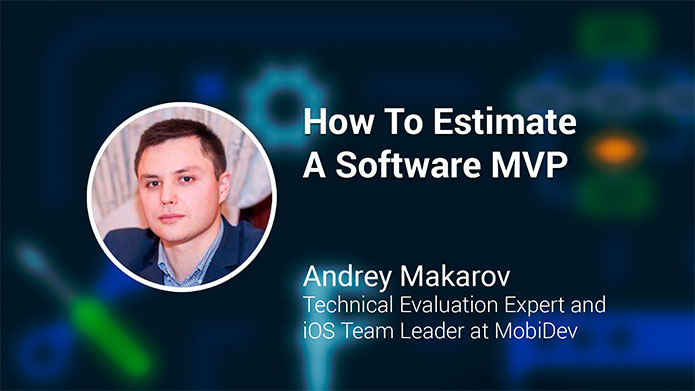 How To Estimate
A Software MVP
Andrey Makarov
Technical Evaluation Expert and
iOS Team Leader at MobiDev